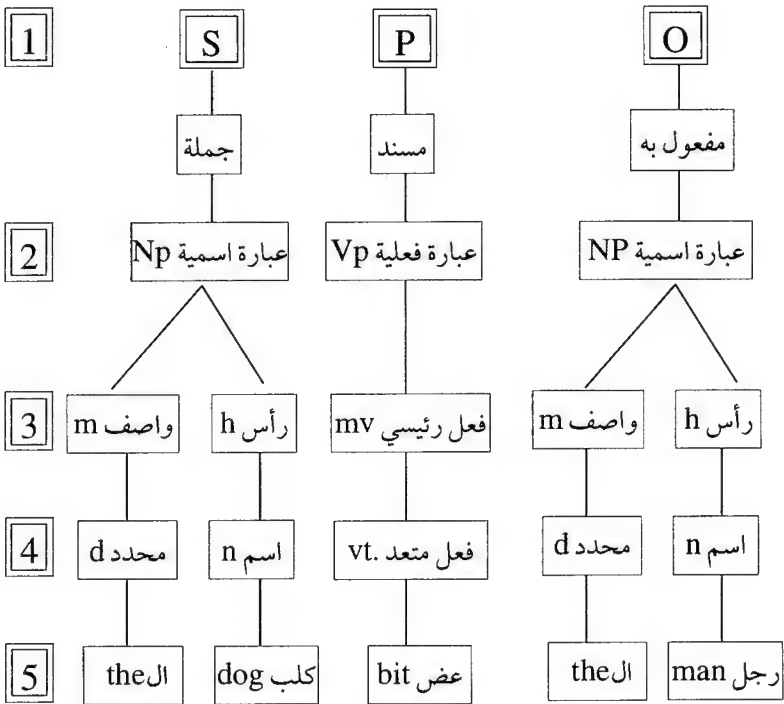 1 S P O
جملة مسند مفعول به
2 عبارة اسمية Np عبارة فعلية Vp عبارة اسمية NP
3 واصف m رأس h فعل رئيسي mv واصف m رأس h
4 محدد d اسم n فعل متعد vt. محدد d اسم n
5 الthe كلب dog عض bit الthe رجل man